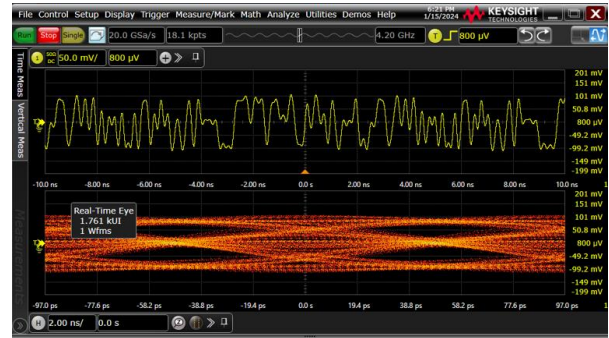 File Control Setup Display Trigger Measure/Mark Math Analyze Utilities Demos Help
6:21 PM
1/15/2024
KEYSIGHT
TECHNOLOGIES
Run Stop Single 20.0 GSa/s 18.1 kpts 4.20 GHz T 800 µV
1 50Ω DC 50.0 mV/ 800 µV
Time Meas
Vertical Meas
Measurements
201 mV
151 mV
101 mV
50.8 mV
800 µV
-49.2 mV
-99.2 mV
-149 mV
-199 mV
-10.0 ns -8.00 ns -6.00 ns -4.00 ns -2.00 ns 0.0 s 2.00 ns 4.00 ns 6.00 ns 8.00 ns 10.0 ns
Real-Time Eye
1.761 kUI
1 Wfms
201 mV
151 mV
101 mV
50.8 mV
800 µV
-49.2 mV
-99.2 mV
-149 mV
-199 mV
-97.0 ps -77.6 ps -58.2 ps -38.8 ps -19.4 ps 0.0 s 19.4 ps 38.8 ps 58.2 ps 77.6 ps 97.0 ps
H 2.00 ns/ 0.0 s Z